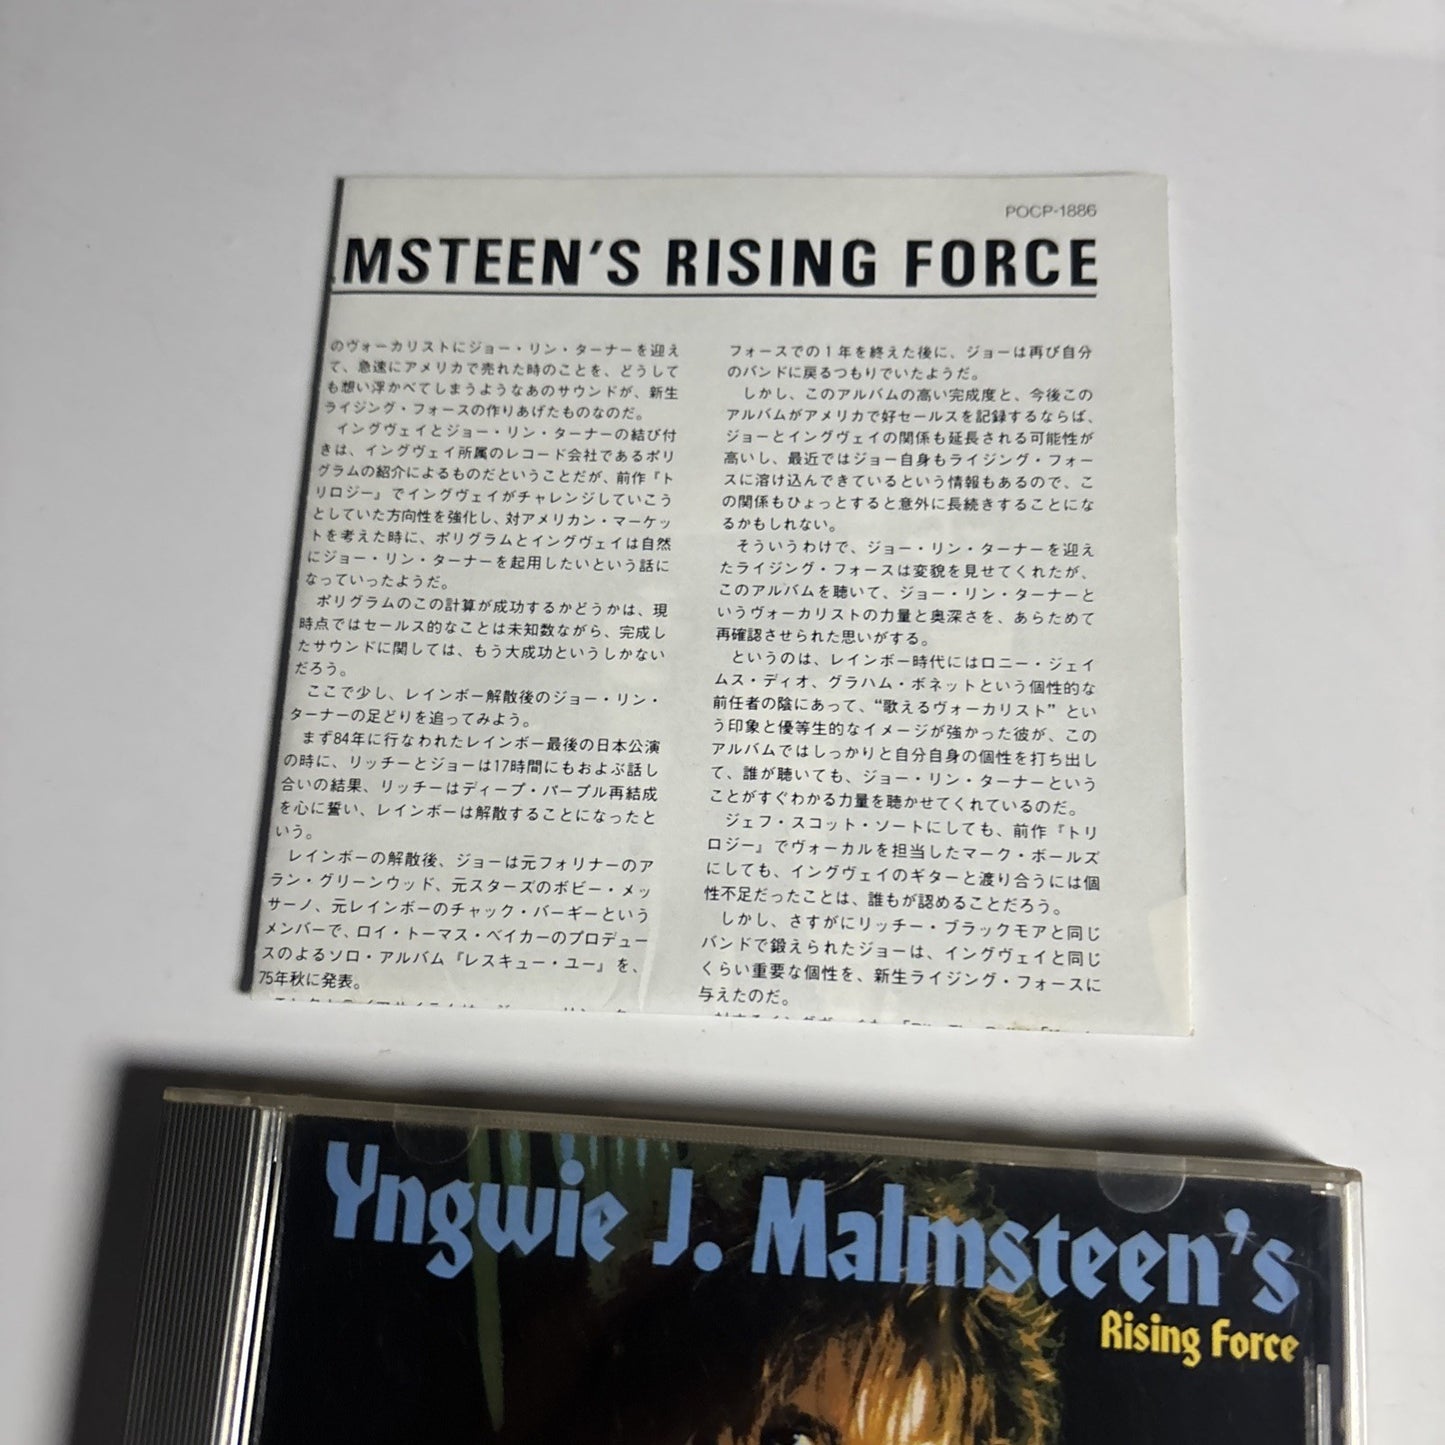 POCP-1886
MSTEEN'S RISING FORCE
のヴォーカリストにジョー・リン・ターナーを迎え
て、急速にアメリカで売れた時のことを、どうして
も想い浮かべてしまうようなあのサウンドが、新生
ライジング・フォースの作りあげたものなのだ。
イングヴェイとジョー・リン・ターナーの結び付
きは、イングヴェイ所属のレコード会社であるポリ
グラムの紹介によるものだということだが、前作『ト
リロジー』でイングヴェイがチャレンジしていこう
としていた方向性を強化し、対アメリカン・マーケッ
トを考えた時に、ポリグラムとイングヴェイは自然
にジョー・リン・ターナーを起用したいという話に
なっていったようだ。
ポリグラムのこの計算が成功するかどうかは、現
時点ではセールス的なことは未知数ながら、完成し
たサウンドに関しては、もう大成功というしかない
だろう。
ここで少し、レインボー解散後のジョー・リン・
ターナーの足どりを追ってみよう。
まず84年に行なわれたレインボー最後の日本公演
の時に、リッチーとジョーは17時間にもおよぶ話し
合いの結果、リッチーはディープ・パープル再結成
を心に誓い、レインボーは解散することになったと
いう。
レインボーの解散後、ジョーは元フォリナーのア
ラン・グリーンウッド、元スターズのボビー・メッ
サーノ、元レインボーのチャック・バーギーという
メンバーで、ロイ・トーマス・ベイカーのプロデュー
スのよるソロ・アルバム『レスキュー・ユー』を、
75年秋に発表。
フォースでの1年を終えた後に、ジョーは再び自分
のバンドに戻るつもりでいたようだ。
しかし、このアルバムの高い完成度と、今後この
アルバムがアメリカで好セールスを記録するならば、
ジョーとイングヴェイの関係も延長される可能性が
高いし、最近ではジョー自身もライジング・フォー
スに溶け込んできているという情報もあるので、こ
の関係もひょっとすると意外に長続きすることにな
るかもしれない。
そういうわけで、ジョー・リン・ターナーを迎え
たライジング・フォースは変貌を見せてくれたが、
このアルバムを聴いて、ジョー・リン・ターナーと
いうヴォーカリストの力量と奥深さを、あらためて
再確認させられた思いがする。
というのは、レインボー時代にはロニー・ジェイ
ムス・ディオ、グラハム・ボネットという個性的な
前任者の陰にあって、“歌えるヴォーカリスト”とい
う印象と優等生的なイメージが強かった彼が、この
アルバムではしっかりと自分自身の個性を打ち出し
て、誰が聴いても、ジョー・リン・ターナーという
ことがすぐわかる力量を聴かせてくれているのだ。
ジェフ・スコット・ソートにしても、前作『トリ
ロジー』でヴォーカルを担当したマーク・ボールズ
にしても、イングヴェイのギターと渡り合うには個
性不足だったことは、誰もが認めることだろう。
しかし、さすがにリッチー・ブラックモアと同じ
バンドで鍛えられたジョーは、イングヴェイと同じ
くらい重要な個性を、新生ライジング・フォースに
与えたのだ。
Yngwie J. Malmsteen's
Rising Force